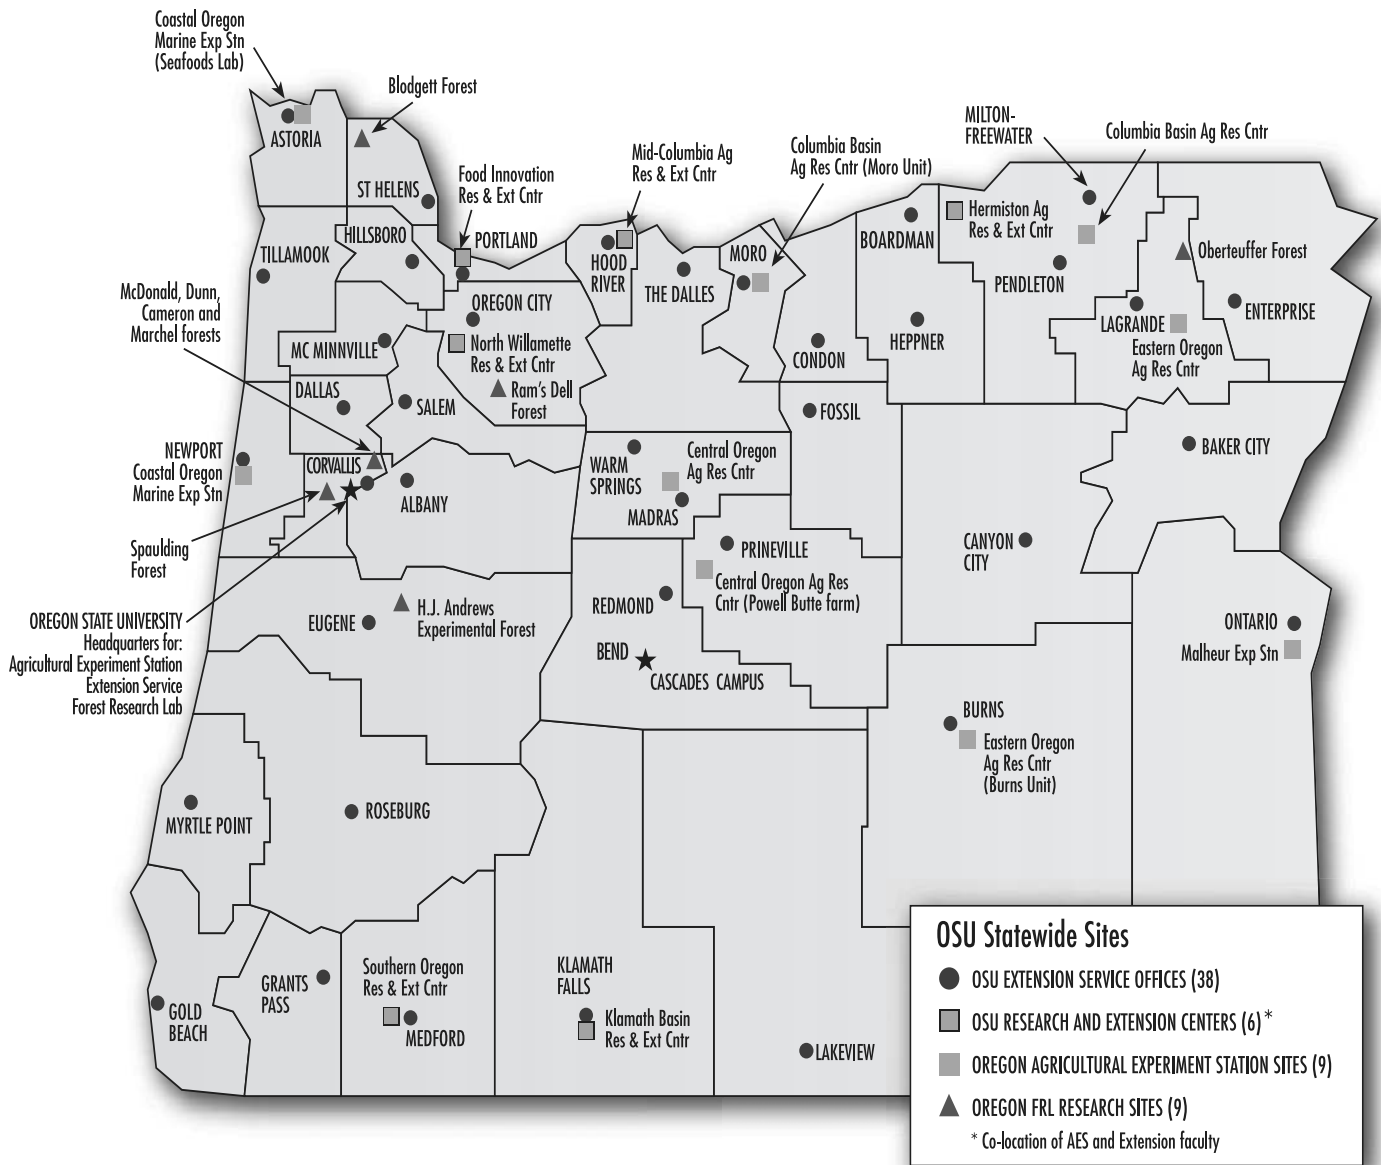 Coastal Oregon
Marine Exp Stn
(Seafoods Lab)
Blodgett Forest
ASTORIA
ST HELENS
Food Innovation
Res & Ext Cntr
PORTLAND
Mid-Columbia Ag
Res & Ext Cntr
Columbia Basin
Ag Res Cntr (Moro Unit)
MILTON-
FREEWATER
Columbia Basin Ag Res Cntr
Hermiston Ag
Res & Ext Cntr
BOARDMAN
HILLSBORO
TILLAMOOK
HOOD
RIVER
THE DALLES
MORO
PENDLETON
Oberteuffer Forest
McDonald, Dunn,
Cameron and
Marchel forests
OREGON CITY
MC MINNVILLE
North Willamette
Res & Ext Cntr
Ram's Dell
Forest
CONDON
HEPPNER
LAGRANDE
Eastern Oregon
Ag Res Cntr
ENTERPRISE
DALLAS
SALEM
FOSSIL
BAKER CITY
NEWPORT
Coastal Oregon
Marine Exp Stn
CORVALLIS
ALBANY
WARM
SPRINGS
Central Oregon
Ag Res Cntr
MADRAS
Spaulding
Forest
PRINEVILLE
Central Oregon Ag Res
Cntr (Powell Butte farm)
CANYON
CITY
REDMOND
H.J. Andrews
Experimental Forest
EUGENE
OREGON STATE UNIVERSITY
Headquarters for:
Agricultural Experiment Station
Extension Service
Forest Research Lab
BEND
CASCADES CAMPUS
ONTARIO
Malheur Exp Stn
BURNS
Eastern Oregon
Ag Res Cntr
(Burns Unit)
MYRTLE POINT
ROSEBURG
GOLD
BEACH
GRANTS
PASS
Southern Oregon
Res & Ext Cntr
MEDFORD
KLAMATH
FALLS
Klamath Basin
Res & Ext Cntr
LAKEVIEW
OSU Statewide Sites
OSU EXTENSION SERVICE OFFICES (38)
OSU RESEARCH AND EXTENSION CENTERS (6)*
OREGON AGRICULTURAL EXPERIMENT STATION SITES (9)
OREGON FRL RESEARCH SITES (9)
* Co-location of AES and Extension faculty